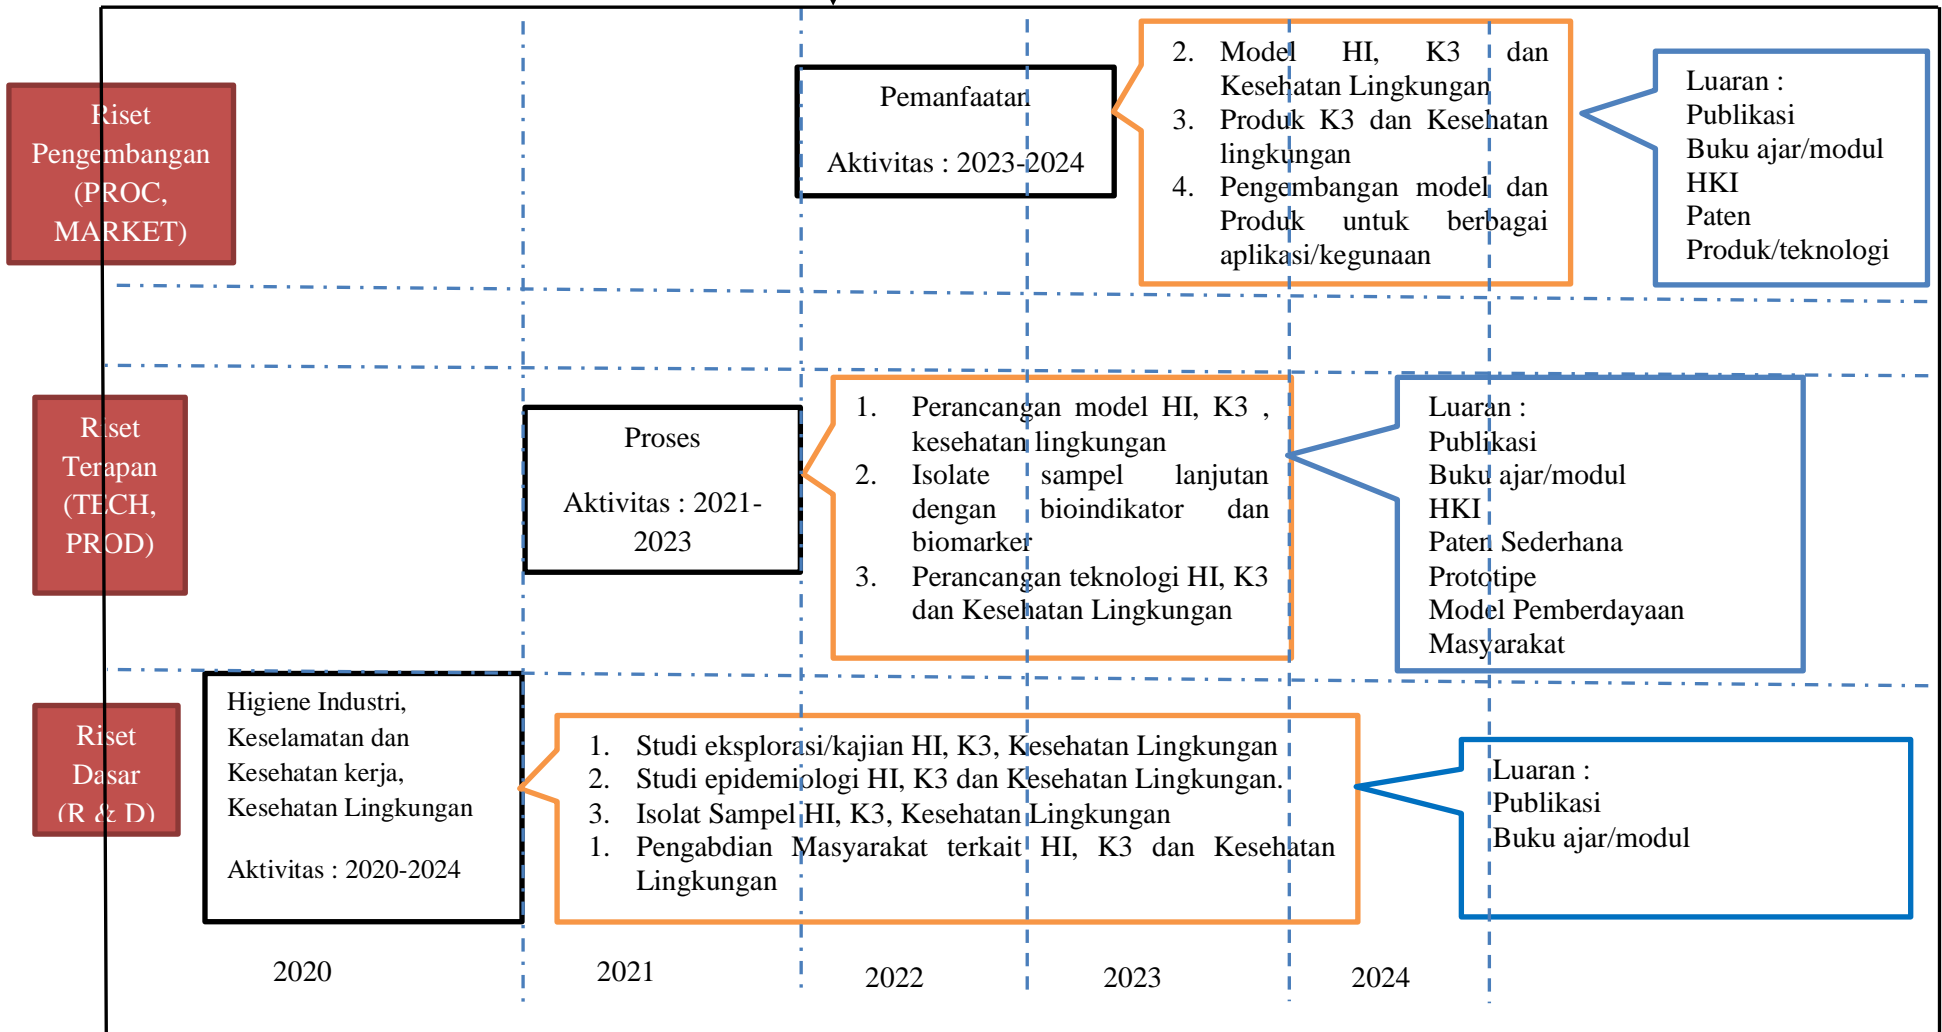 Riset
Pengembangan
(PROC,
MARKET)
Pemanfaatan
Aktivitas : 2023-2024
2. Model HI, K3 dan
Kesehatan Lingkungan
3. Produk K3 dan Kesehatan
lingkungan
4. Pengembangan model dan
Produk untuk berbagai
aplikasi/kegunaan
Luaran :
Publikasi
Buku ajar/modul
HKI
Paten
Produk/teknologi
Riset
Terapan
(TECH,
PROD)
Proses
Aktivitas : 2021-
2023
1. Perancangan model HI, K3 ,
kesehatan lingkungan
2. Isolate sampel lanjutan
dengan bioindikator dan
biomarker
3. Perancangan teknologi HI, K3
dan Kesehatan Lingkungan
Luaran :
Publikasi
Buku ajar/modul
HKI
Paten Sederhana
Prototipe
Model Pemberdayaan
Masyarakat
Riset
Dasar
(R & D)
Higiene Industri,
Keselamatan dan
Kesehatan kerja,
Kesehatan Lingkungan
Aktivitas : 2020-2024
1. Studi eksplorasi/kajian HI, K3, Kesehatan Lingkungan
2. Studi epidemiologi HI, K3 dan Kesehatan Lingkungan.
3. Isolat Sampel HI, K3, Kesehatan Lingkungan
1. Pengabdian Masyarakat terkait HI, K3 dan Kesehatan
Lingkungan
Luaran :
Publikasi
Buku ajar/modul
2020
2021
2022
2023
2024